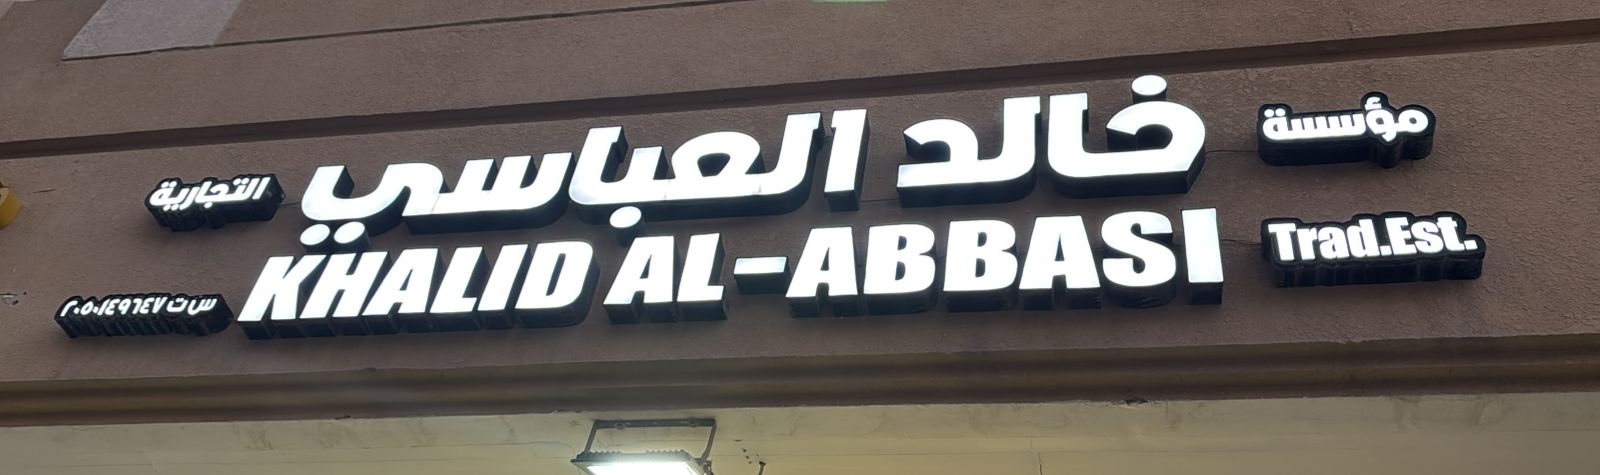 مؤسسة خالد العباسي التجارية
KHALID AL-ABBASI Trad.Est.
س ت ٢٠٥٠١٤٩٦٤٧